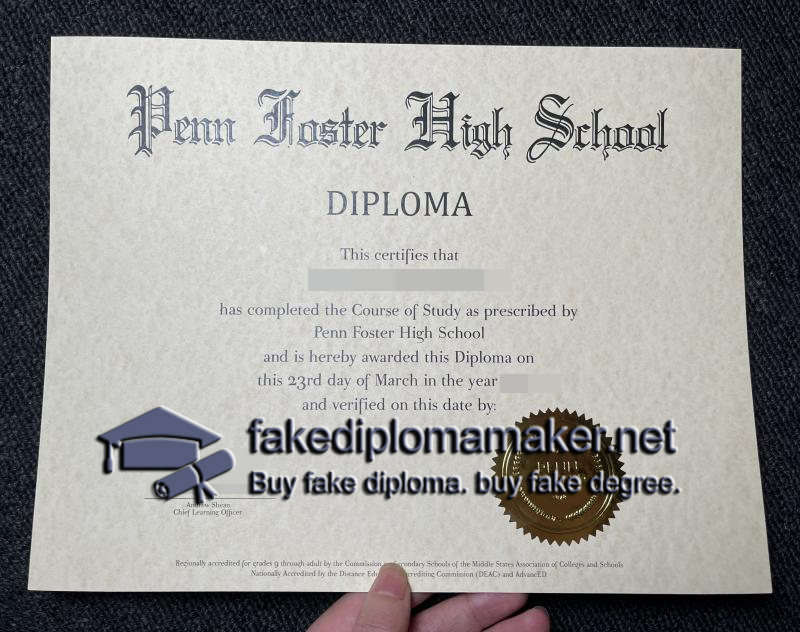 Penn Foster High School
DIPLOMA
This certifies that
has completed the Course of Study as prescribed by
Penn Foster High School
and is hereby awarded this Diploma on
this 23rd day of March in the year
and verified on this date by:
fakediplomamaker.net
Buy fake diploma. buy fake degree.
Andrew Shean
Chief Learning Officer
Regionally accredited for grades 9 through adult by the Commission Secondary Schools of the Middle States Association of Colleges and Schools
Nationally Accredited by the Distance Accrediting Commission (DEAC) and AdvancED